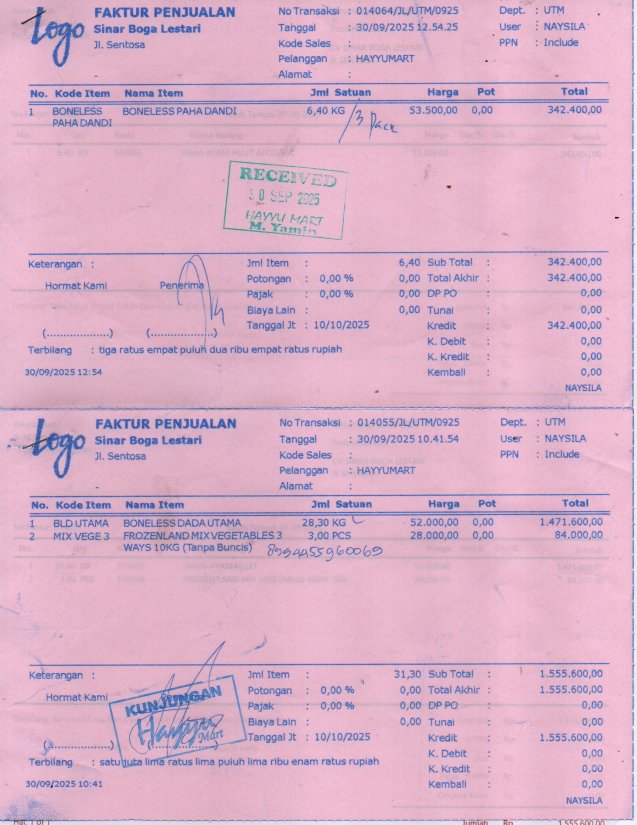 Logo
FAKTUR PENJUALAN
Sinar Boga Lestari
Jl. Sentosa
-
No Transaksi : 014064/JL/UTM/0925
Tanggal : 30/09/2025 12.54.25
Kode Sales
Pelanggan : HAYYUMART
Alamat :
Dept. : UTM
User : NAYSILA
PPN : Include
No. Kode Item Nama Item Jml Satuan Harga Pot Total
1 BONELESS PAHA DANDI BONELESS PAHA DANDI 6,40 KG 53.500,00 0,00 342.400,00
RECEIVED
30 SEP 2025
HAYYU MART
M. Yamin
Keterangan :
Hormat Kami Penerima
(...................) (...................)
Jml Item : 6,40
Potongan : 0,00 % 0,00
Pajak : 0,00 % 0,00
Biaya Lain : 0,00
Tanggal Jt : 10/10/2025
Sub Total : 342.400,00
Total Akhir : 342.400,00
DP PO : 0,00
Tunai : 0,00
Kredit : 342.400,00
K. Debit : 0,00
K. Kredit : 0,00
Kembali : 0,00
Terbilang : tiga ratus empat puluh dua ribu empat ratus rupiah
30/09/2025 12:54
NAYSILA
Logo
FAKTUR PENJUALAN
Sinar Boga Lestari
Jl. Sentosa
-
No Transaksi : 014055/JL/UTM/0925
Tanggal : 30/09/2025 10.41.54
Kode Sales :
Pelanggan : HAYYUMART
Alamat :
Dept. : UTM
User : NAYSILA
PPN : Include
No. Kode Item Nama Item Jml Satuan Harga Pot Total
1 BLD UTAMA BONELESS DADA UTAMA 28,30 KG 52.000,00 0,00 1.471.600,00
2 MIX VEGE 3 FROZENLAND MIX VEGETABLES 3 3,00 PCS 28.000,00 0,00 84.000,00
WAYS 10KG (Tanpa Buncis) 8994455960069
Keterangan :
Hormat Kami Penerima
KUNJUNGAN
Hayyu
Mart
(...................) (...................)
Jml Item : 31,30
Potongan : 0,00 % 0,00
Pajak : 0,00 % 0,00
Biaya Lain : 0,00
Tanggal Jt : 10/10/2025
Sub Total : 1.555.600,00
Total Akhir : 1.555.600,00
DP PO : 0,00
Tunai : 0,00
Kredit : 1.555.600,00
K. Debit : 0,00
K. Kredit : 0,00
Kembali : 0,00
Terbilang : satu juta lima ratus lima puluh lima ribu enam ratus rupiah
30/09/2025 10:41
NAYSILA
Hal. 1 of 1 Jumlah Rp. 1.555.600,00